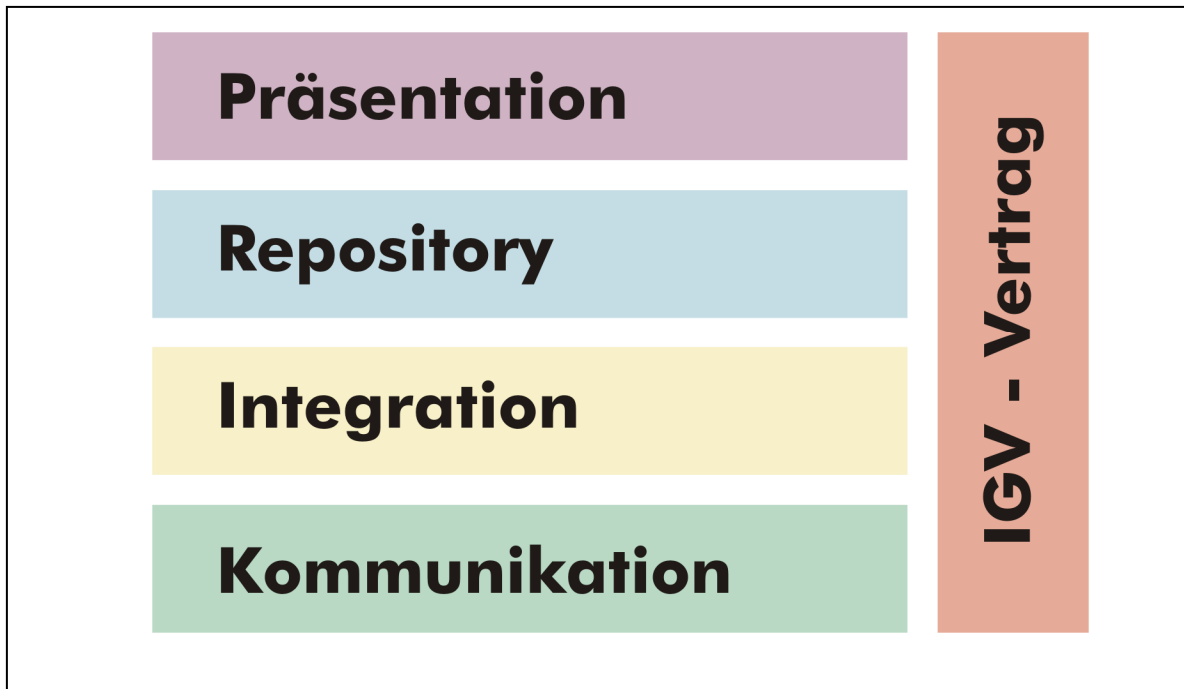 Präsentation
Repository
Integration
Kommunikation
IGV - Vertrag